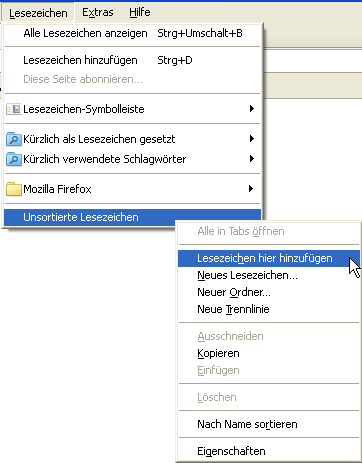 Lesezeichen Extras Hilfe
Alle Lesezeichen anzeigen Strg+Umschalt+B
Lesezeichen hinzufügen Strg+D
Diese Seite abonnieren...
Lesezeichen-Symbolleiste
Kürzlich als Lesezeichen gesetzt
Kürzlich verwendete Schlagwörter
Mozilla Firefox
Unsortierte Lesezeichen
Alle in Tabs öffnen
Lesezeichen hier hinzufügen
Neues Lesezeichen...
Neuer Ordner...
Neue Trennlinie
Ausschneiden
Kopieren
Einfügen
Löschen
Nach Name sortieren
Eigenschaften